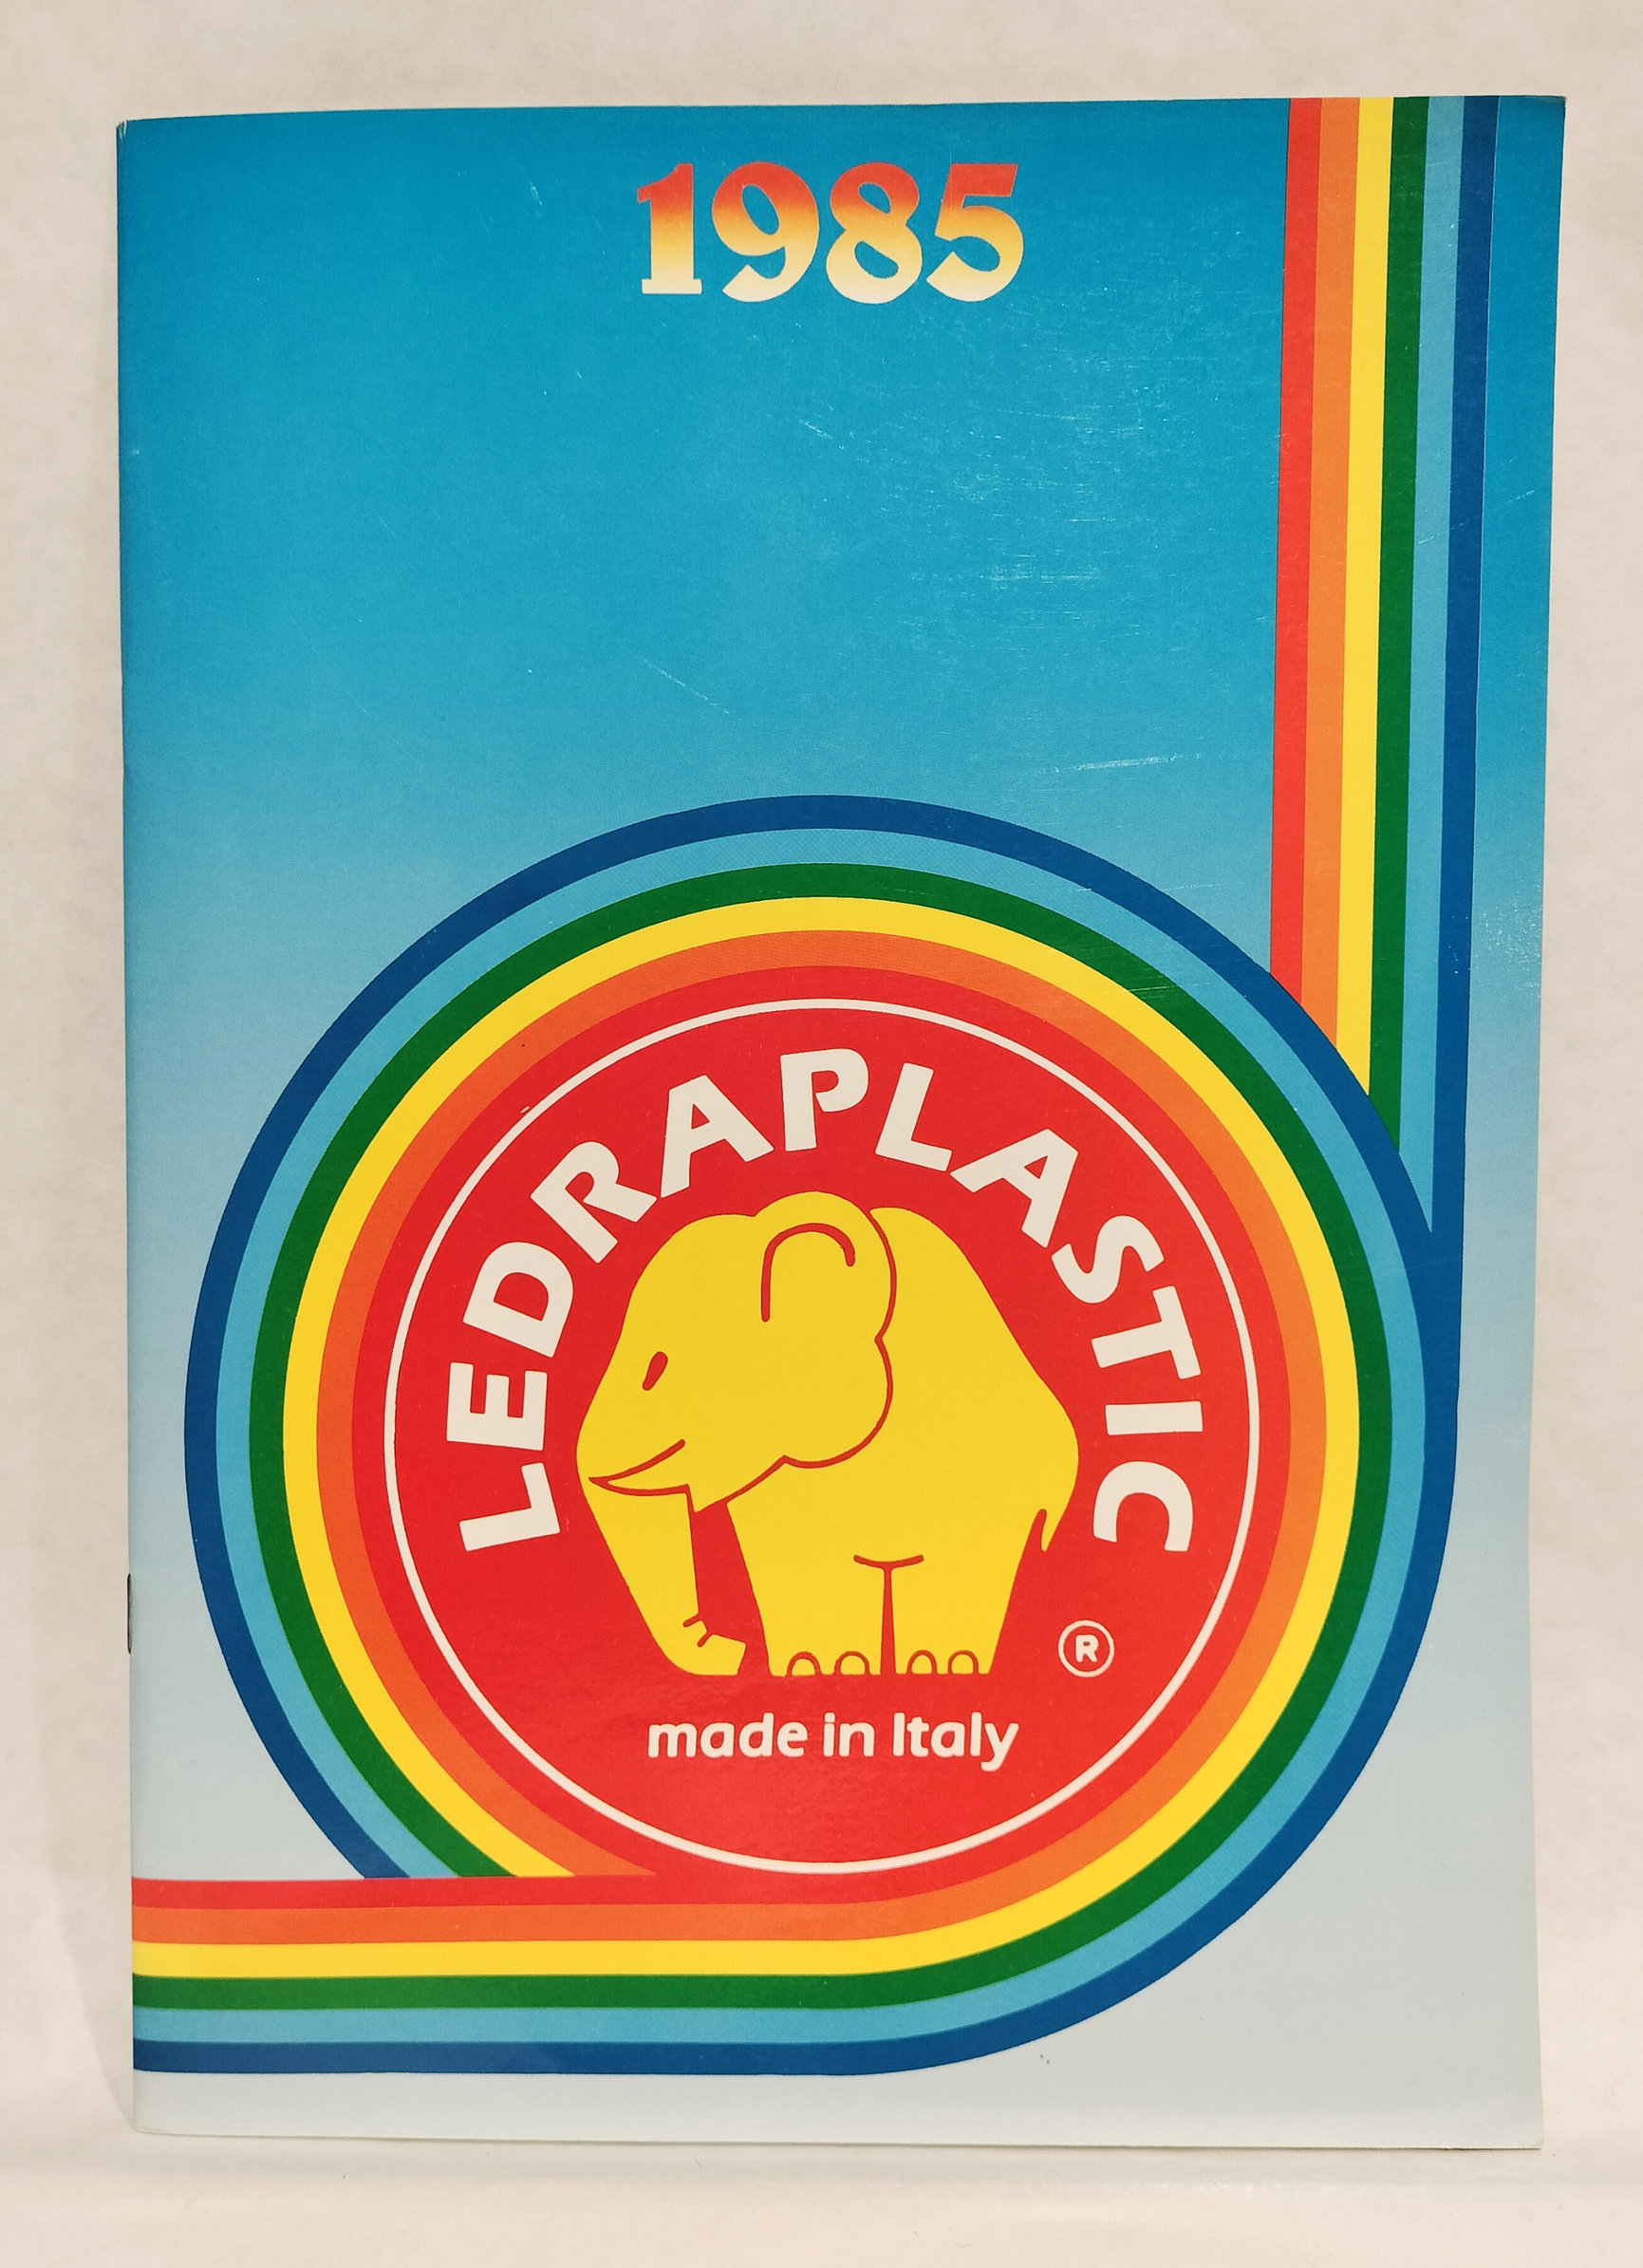 1985
LEDRAPLASTIC
®
made in Italy